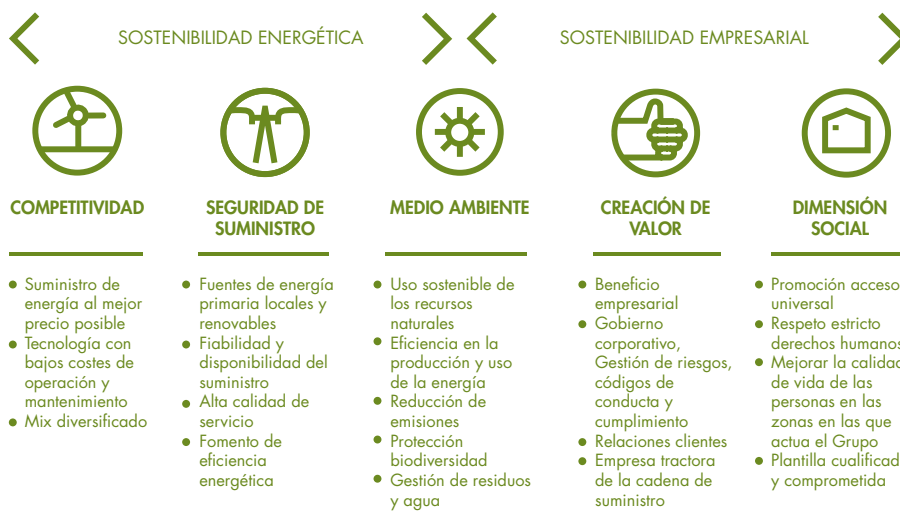 SOSTENIBILIDAD ENERGÉTICA
SOSTENIBILIDAD EMPRESARIAL
COMPETITIVIDAD
• Suministro de
energía al mejor
precio posible
• Tecnología con
bajos costes de
operación y
mantenimiento
• Mix diversificado
SEGURIDAD DE
SUMINISTRO
• Fuentes de energía
primaria locales y
renovables
• Fiabilidad y
disponibilidad del
suministro
• Alta calidad de
servicio
• Fomento de
eficiencia
energética
MEDIO AMBIENTE
• Uso sostenible de
los recursos
naturales
• Eficiencia en la
producción y uso
de la energía
• Reducción de
emisiones
• Protección
biodiversidad
• Gestión de residuos
y agua
CREACIÓN DE
VALOR
• Beneficio
empresarial
• Gobierno
corporativo,
Gestión de riesgos,
códigos de
conducta y
cumplimiento
• Relaciones clientes
• Empresa tractora
de la cadena de
suministro
DIMENSIÓN
SOCIAL
• Promoción acceso
universal
• Respeto estricto
derechos humanos
• Mejorar la calidad
de vida de las
personas en las
zonas en las que
actua el Grupo
• Plantilla cualificad
y comprometida